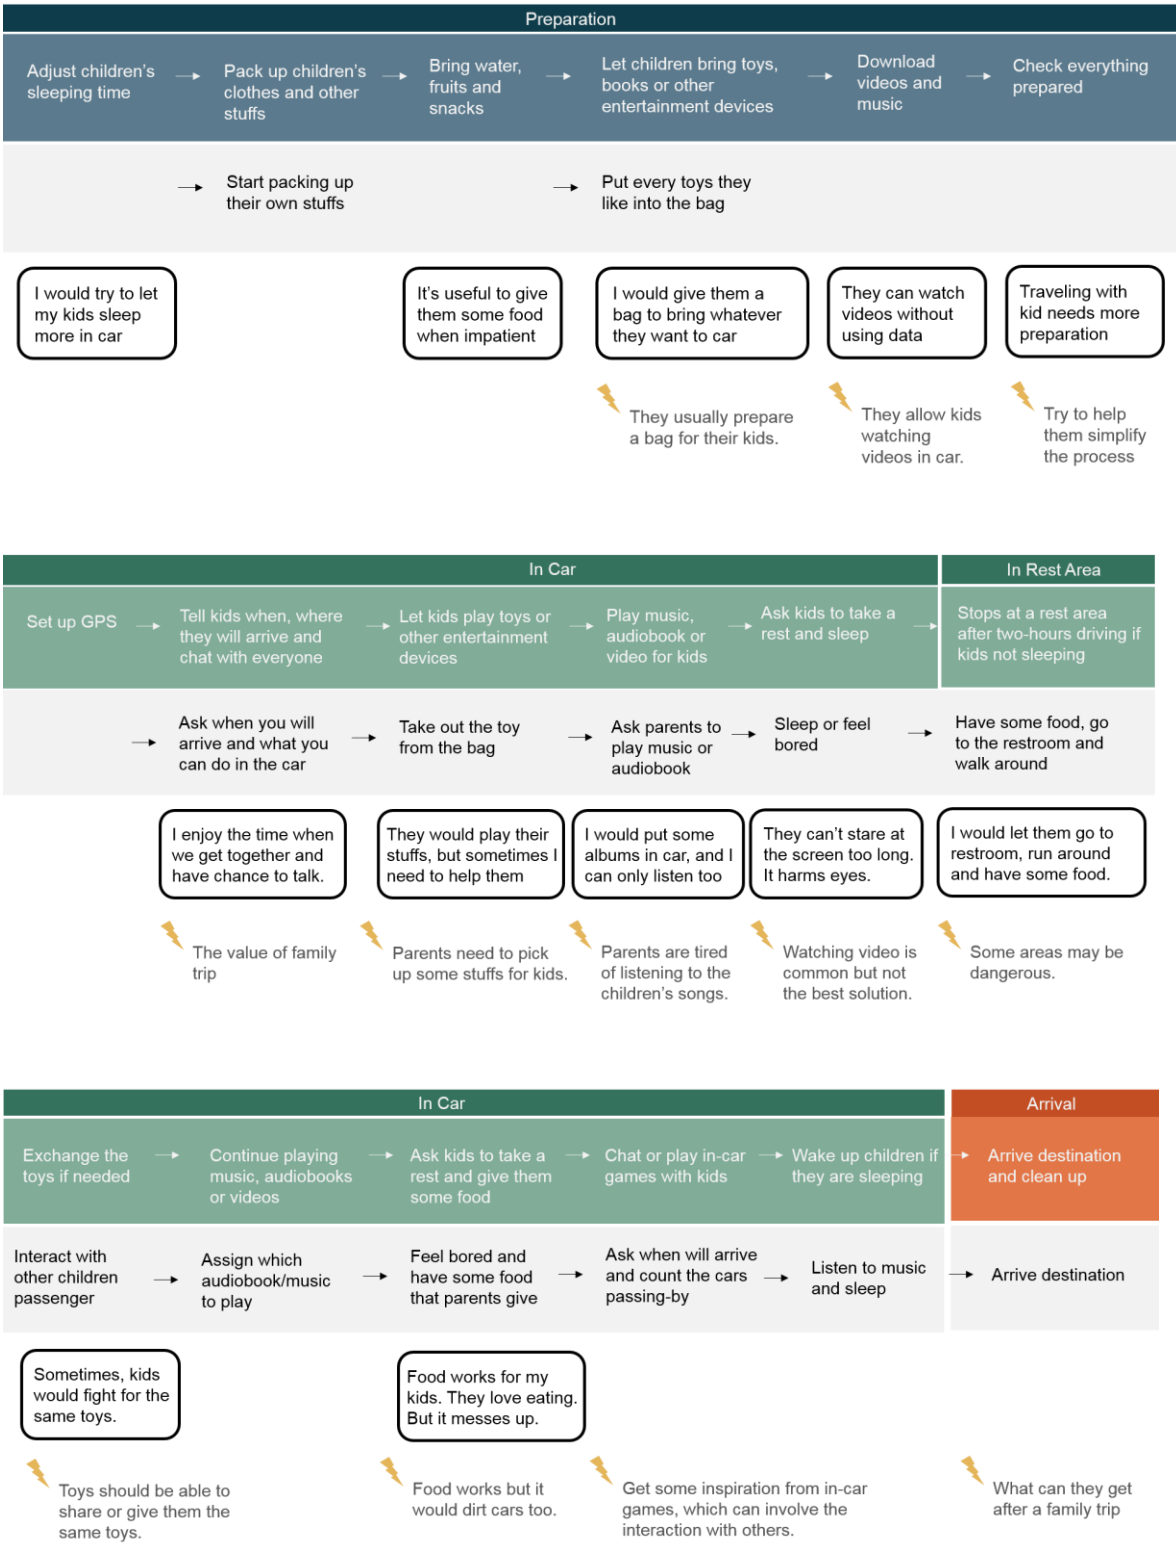 Preparation
Adjust children's
sleeping time
Pack up children's
clothes and other
stuffs
Bring water,
fruits and
snacks
Let children bring toys,
books or other
entertainment devices
Download
videos and
music
Check everything
prepared
Start packing up
their own stuffs
Put every toys they
like into the bag
I would try to let
my kids sleep
more in car
It's useful to give
them some food
when impatient
I would give them a
bag to bring whatever
they want to car
They can watch
videos without
using data
Traveling with
kid needs more
preparation
They usually prepare
a bag for their kids.
They allow kids
watching
videos in car.
Try to help
them simplify
the process
In Car
In Rest Area
Set up GPS
Tell kids when, where
they will arrive and
chat with everyone
Let kids play toys or
other entertainment
devices
Play music,
audiobook or
video for kids
Ask kids to take a
rest and sleep
Stops at a rest area
after two-hours driving if
kids not sleeping
Ask when you will
arrive and what you
can do in the car
Take out the toy
from the bag
Ask parents to
play music or
audiobook
Sleep or feel
bored
Have some food, go
to the restroom and
walk around
I enjoy the time when
we get together and
have chance to talk.
They would play their
stuffs, but sometimes I
need to help them
I would put some
albums in car, and I
can only listen too
They can't stare at
the screen too long.
It harms eyes.
I would let them go to
restroom, run around
and have some food.
The value of family
trip
Parents need to pick
up some stuffs for kids.
Parents are tired
of listening to the
children's songs.
Watching video is
common but not
the best solution.
Some areas may be
dangerous.
In Car
Arrival
Exchange the
toys if needed
Continue playing
music, audiobooks
or videos
Ask kids to take a
rest and give them
some food
Chat or play in-car
games with kids
Wake up children if
they are sleeping
Arrive destination
and clean up
Interact with
other children
passenger
Assign which
audiobook/music
to play
Feel bored and
have some food
that parents give
Ask when will arrive
and count the cars
passing-by
Listen to music
and sleep
Arrive destination
Sometimes, kids
would fight for the
same toys.
Food works for my
kids. They love eating.
But it messes up.
Toys should be able to
share or give them the
same toys.
Food works but it
would dirt cars too.
Get some inspiration from in-car
games, which can involve the
interaction with others.
What can they get
after a family trip